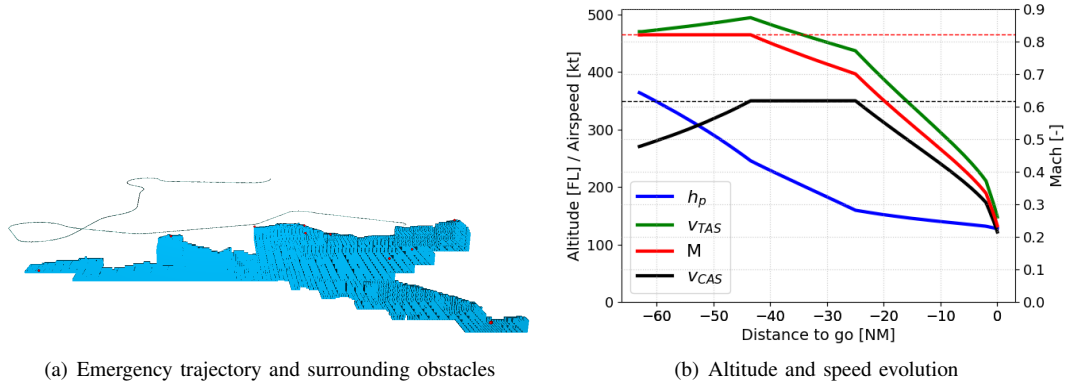 500
400
300
200
100
0
Altitude [FL] / Airspeed [kt]
0.9
0.8
0.7
0.6
0.5
0.4
0.3
0.2
0.1
0.0
Mach [-]
h_p
v_TAS
M
v_CAS
−60 −50 −40 −30 −20 −10 0
Distance to go [NM]
(a) Emergency trajectory and surrounding obstacles
(b) Altitude and speed evolution